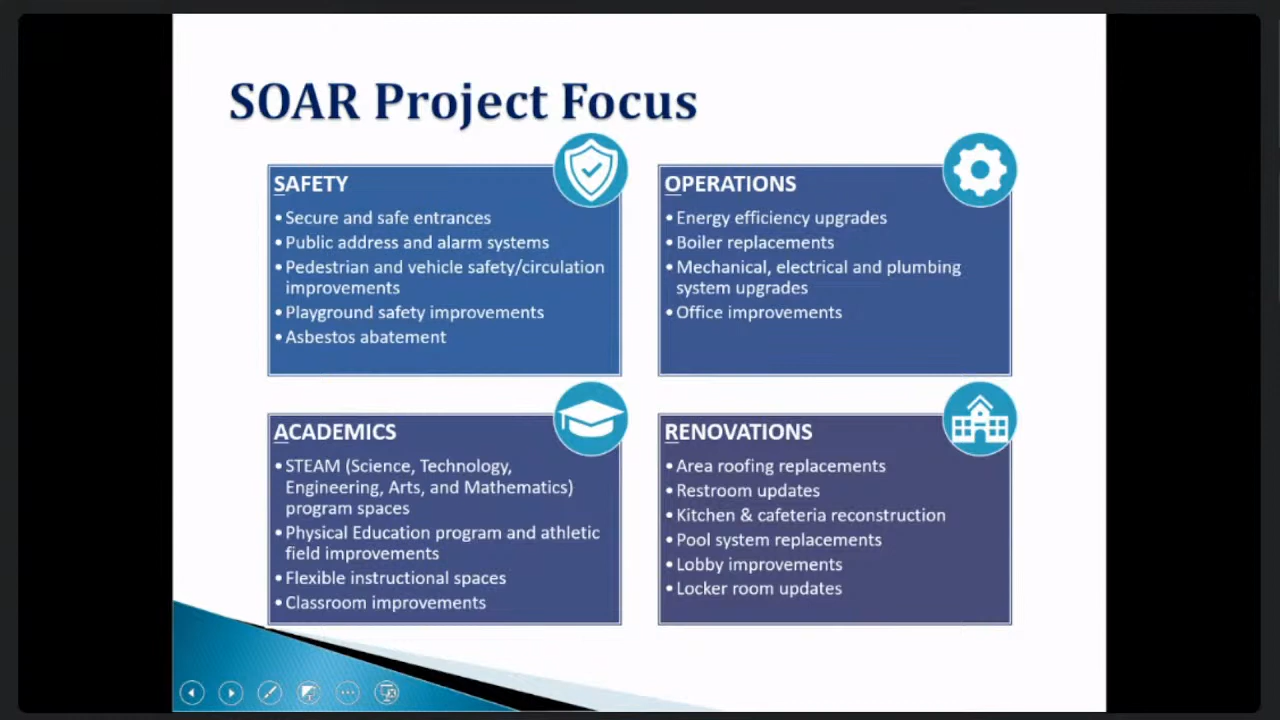 SOAR Project Focus
SAFETY
• Secure and safe entrances
• Public address and alarm systems
• Pedestrian and vehicle safety/circulation
improvements
• Playground safety improvements
• Asbestos abatement
OPERATIONS
• Energy efficiency upgrades
• Boiler replacements
• Mechanical, electrical and plumbing
system upgrades
• Office improvements
ACADEMICS
• STEAM (Science, Technology,
Engineering, Arts, and Mathematics)
program spaces
• Physical Education program and athletic
field improvements
• Flexible instructional spaces
• Classroom improvements
RENOVATIONS
• Area roofing replacements
• Restroom updates
• Kitchen & cafeteria reconstruction
• Pool system replacements
• Lobby improvements
• Locker room updates